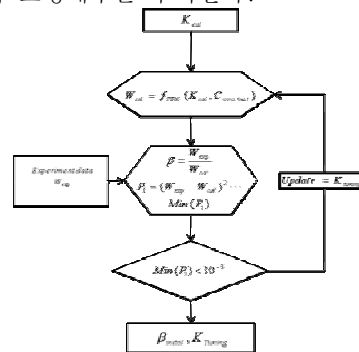 K_cal
W_cal = f_FEM {K_cal, C_constant}
Experiment data
W_exp
β = W_exp / W_cal
P_i = (W_exp W_cal)² ...
Min(P_i)
Update = K_tuning
Min(P_i) < 10⁻³
β_initial, K_Tuning